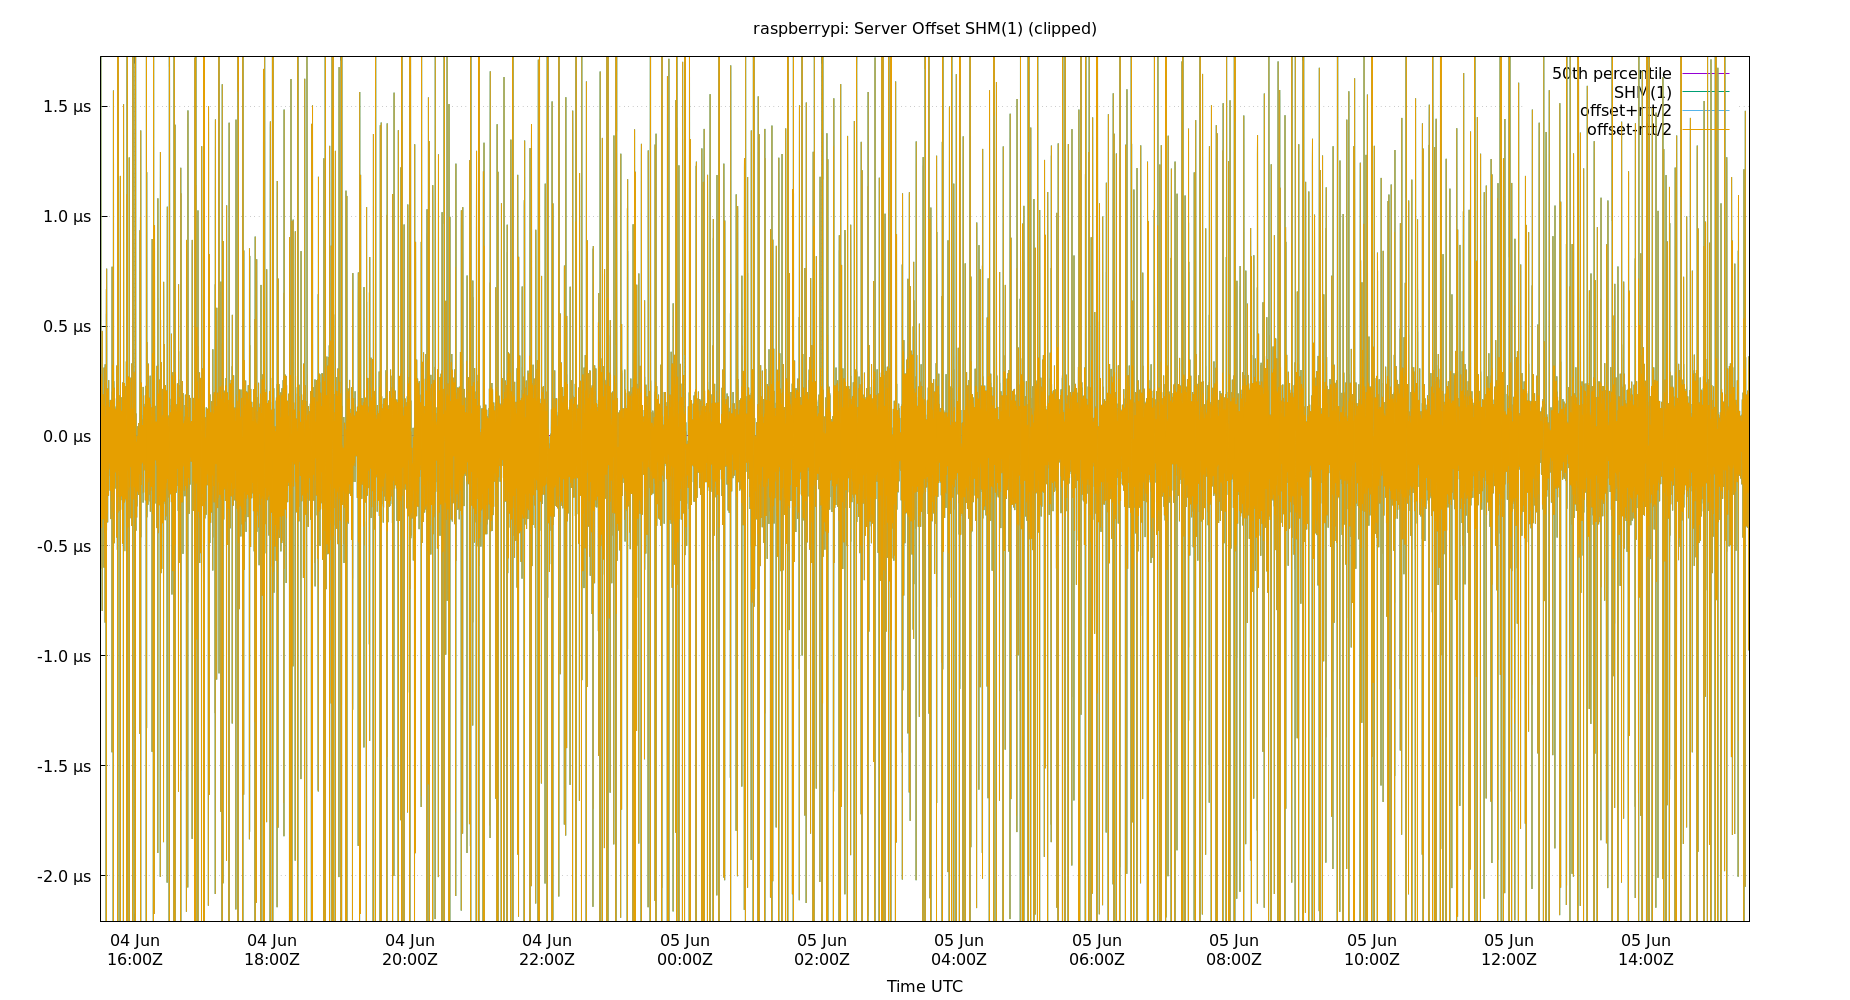 raspberrypi: Server Offset SHM(1) (clipped)
50th percentile
SHM(1)
offset+rtt/2
offset-rtt/2
1.5 µs
1.0 µs
0.5 µs
0.0 µs
-0.5 µs
-1.0 µs
-1.5 µs
-2.0 µs
04 Jun 04 Jun 04 Jun 04 Jun 05 Jun 05 Jun 05 Jun 05 Jun 05 Jun 05 Jun 05 Jun 05 Jun
16:00Z 18:00Z 20:00Z 22:00Z 00:00Z 02:00Z 04:00Z 06:00Z 08:00Z 10:00Z 12:00Z 14:00Z
Time UTC